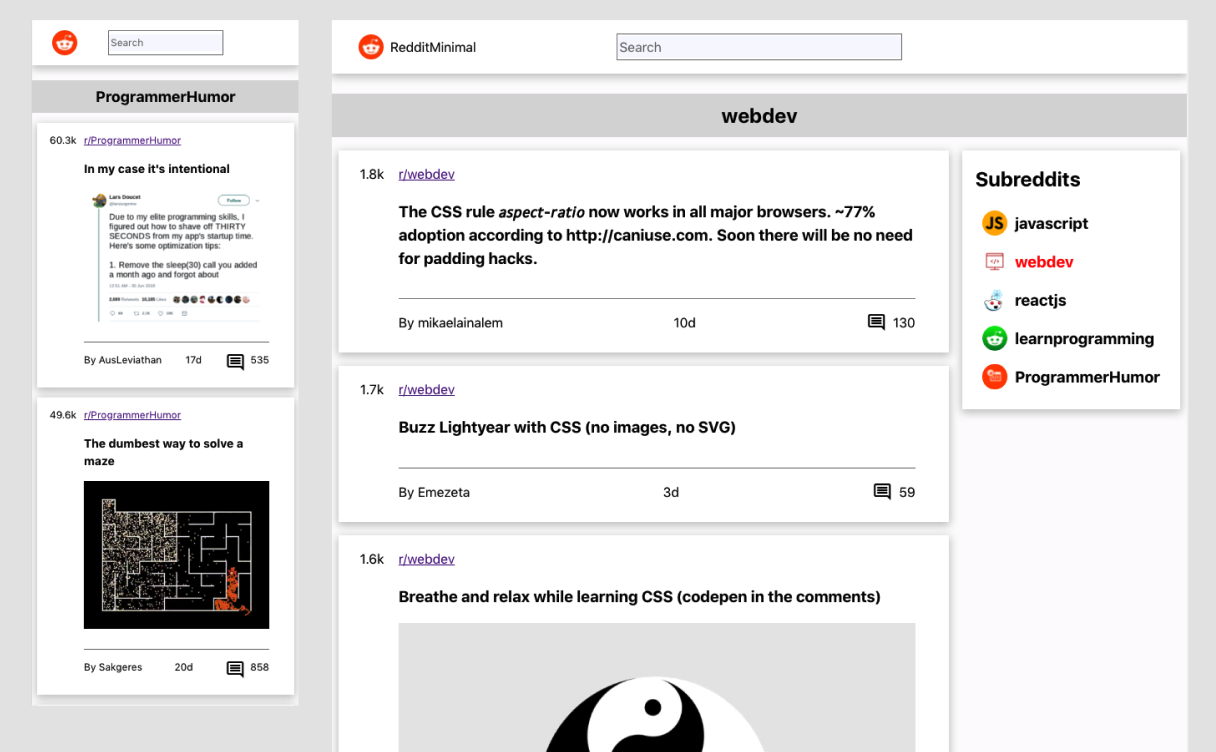 Search
ProgrammerHumor
60.3k r/ProgrammerHumor
In my case it's intentional
Lars Doucet
Follow
Due to my elite programming skills, I
figured out how to shave off THIRTY
SECONDS from my app's startup time.
Here's some optimization tips:
1. Remove the sleep(30) call you added
a month ago and forgot about
By AusLeviathan 17d 535
49.6k r/ProgrammerHumor
The dumbest way to solve a
maze
By Sakgeres 20d 858
RedditMinimal Search
webdev
1.8k r/webdev
The CSS rule aspect-ratio now works in all major browsers. ~77%
adoption according to http://caniuse.com. Soon there will be no need
for padding hacks.
By mikaelainalem 10d 130
1.7k r/webdev
Buzz Lightyear with CSS (no images, no SVG)
By Emezeta 3d 59
1.6k r/webdev
Breathe and relax while learning CSS (codepen in the comments)
Subreddits
JS javascript
webdev
reactjs
learnprogramming
ProgrammerHumor